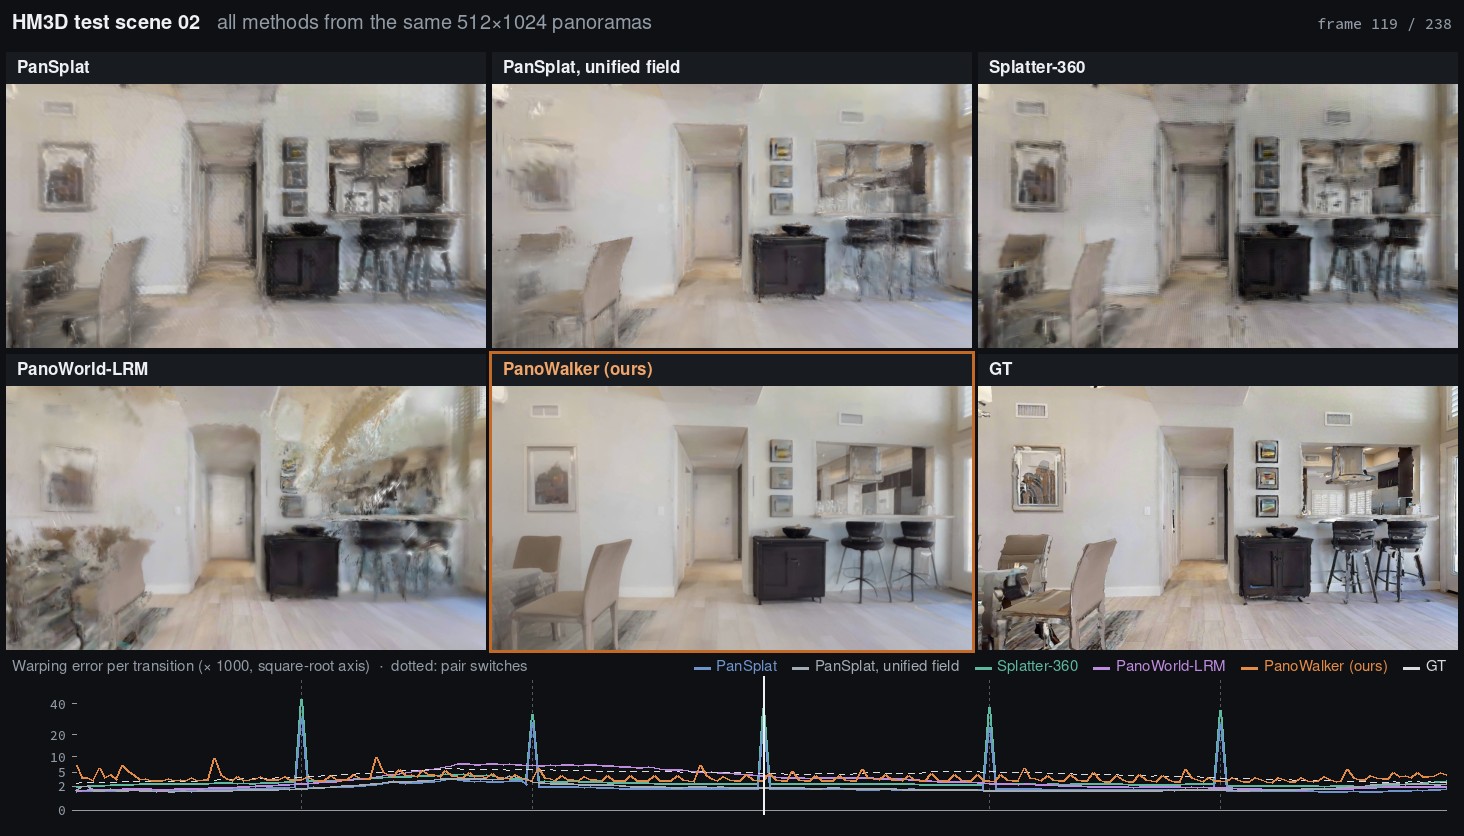 HM3D test scene 02 all methods from the same 512×1024 panoramas frame 119 / 238
PanSplat PanSplat, unified field Splatter-360
PanoWorld-LRM PanoWalker (ours) GT
Warping error per transition (× 1000, square-root axis) · dotted: pair switches PanSplat PanSplat, unified field Splatter-360 PanoWorld-LRM PanoWalker (ours) GT
40
20
10
5
2
0